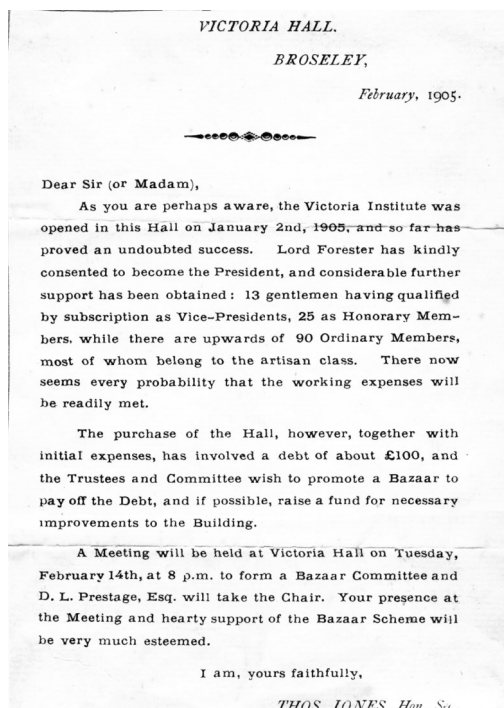 VICTORIA HALL.
BROSELEY,
February, 1905.
Dear Sir (or Madam),
As you are perhaps aware, the Victoria Institute was
opened in this Hall on January 2nd, 1905, and so far has
proved an undoubted success. Lord Forester has kindly
consented to become the President, and considerable further
support has been obtained: 13 gentlemen having qualified
by subscription as Vice-Presidents, 25 as Honorary Mem-
bers, while there are upwards of 90 Ordinary Members,
most of whom belong to the artisan class. There now
seems every probability that the working expenses will
be readily met.
The purchase of the Hall, however, together with
initial expenses, has involved a debt of about £100, and
the Trustees and Committee wish to promote a Bazaar to
pay off the Debt, and if possible, raise a fund for necessary
improvements to the Building.
A Meeting will be held at Victoria Hall on Tuesday,
February 14th, at 8 p.m. to form a Bazaar Committee and
D. L. Prestage, Esq. will take the Chair. Your presence at
the Meeting and hearty support of the Bazaar Scheme will
be very much esteemed.
I am, yours faithfully,
THOS. JONES, Hon.